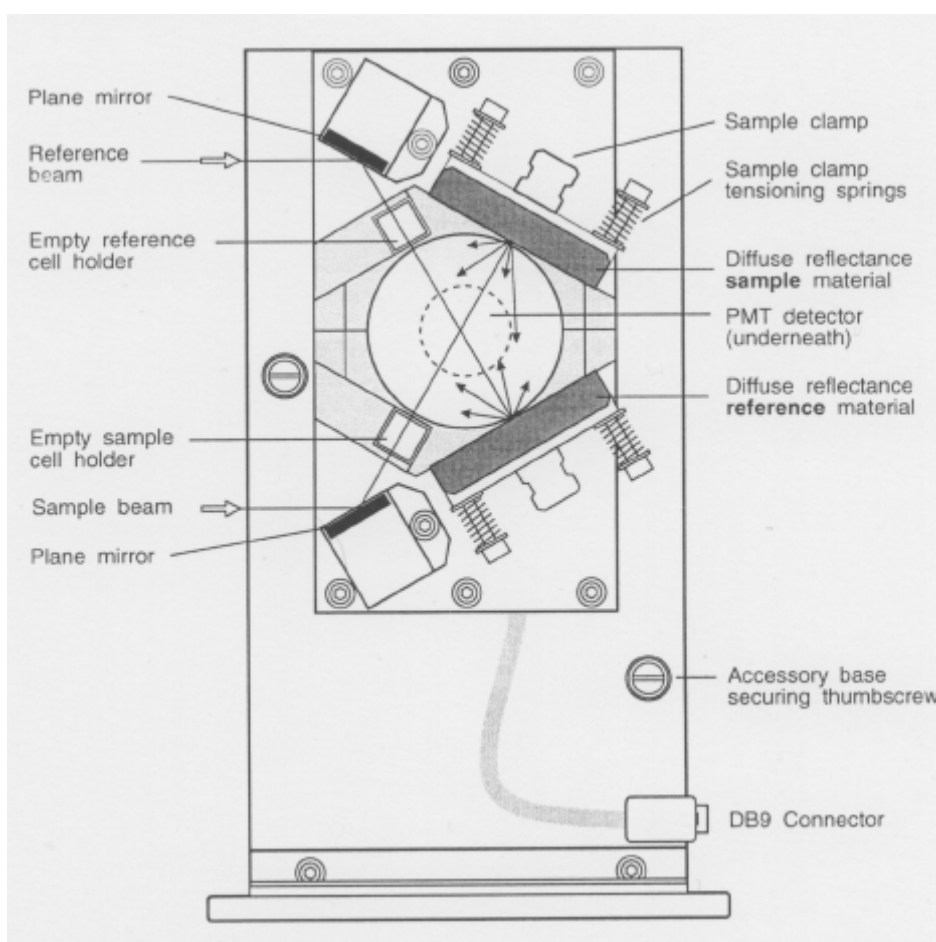 Plane mirror
Reference
beam
Empty reference
cell holder
Empty sample
cell holder
Sample beam
Plane mirror
Sample clamp
Sample clamp
tensioning springs
Diffuse reflectance
sample material
PMT detector
(underneath)
Diffuse reflectance
reference material
Accessory base
securing thumbscrew
DB9 Connector